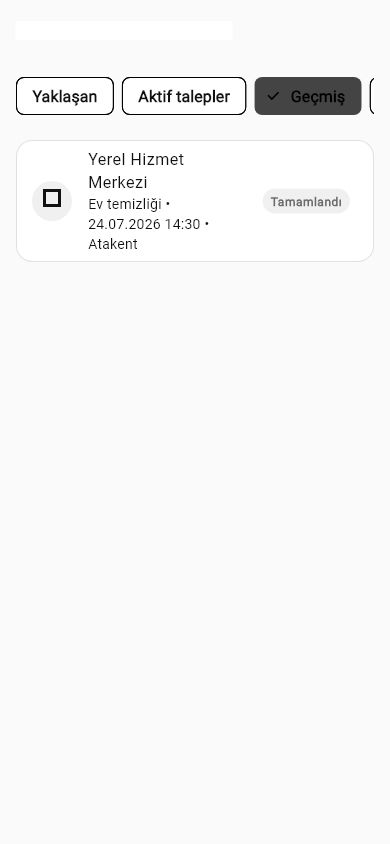 Yaklaşan
Aktif talepler
Geçmiş
Yerel Hizmet
Merkezi
Ev temizliği •
24.07.2026 14:30 •
Atakent
Tamamlandı